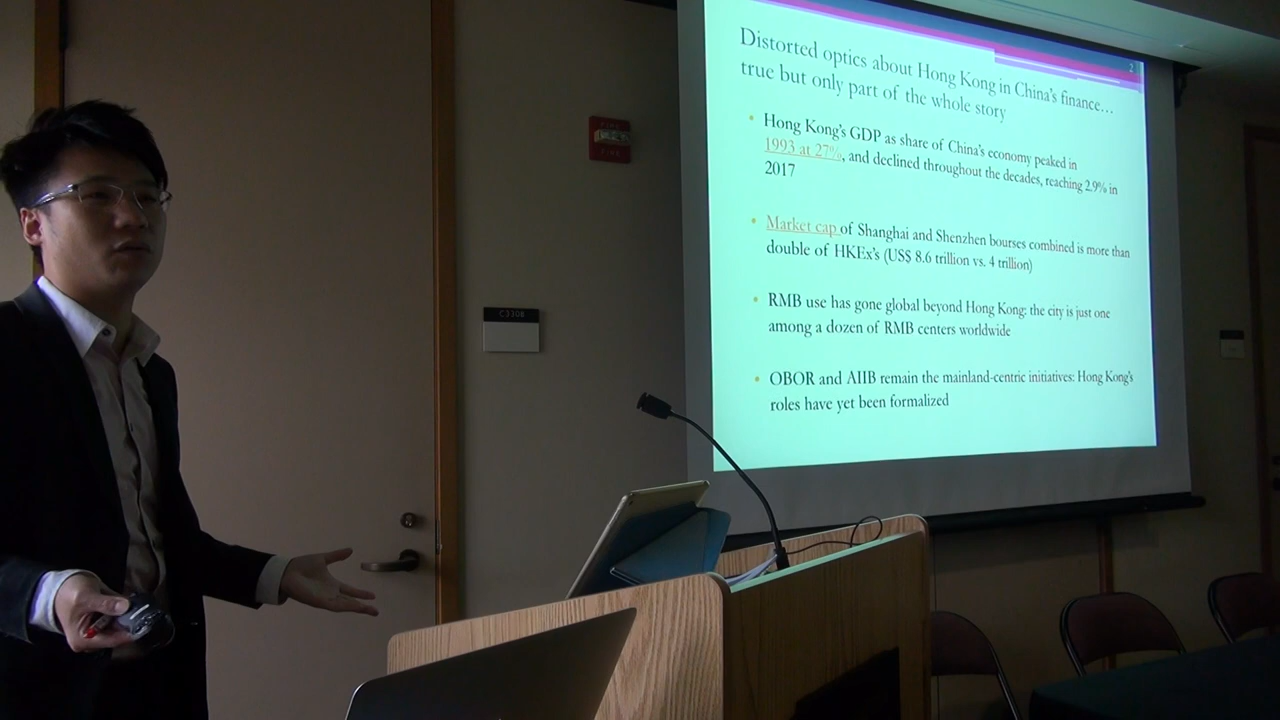 2
Distorted optics about Hong Kong in China's finance…
true but only part of the whole story
• Hong Kong's GDP as share of China's economy peaked in
1993 at 27%, and declined throughout the decades, reaching 2.9% in
2017
• Market cap of Shanghai and Shenzhen bourses combined is more than
double of HKEx's (US$ 8.6 trillion vs. 4 trillion)
• RMB use has gone global beyond Hong Kong: the city is just one
among a dozen of RMB centers worldwide
• OBOR and AIIB remain the mainland-centric initiatives: Hong Kong's
roles have yet been formalized
FIRE
FIRE
C330B